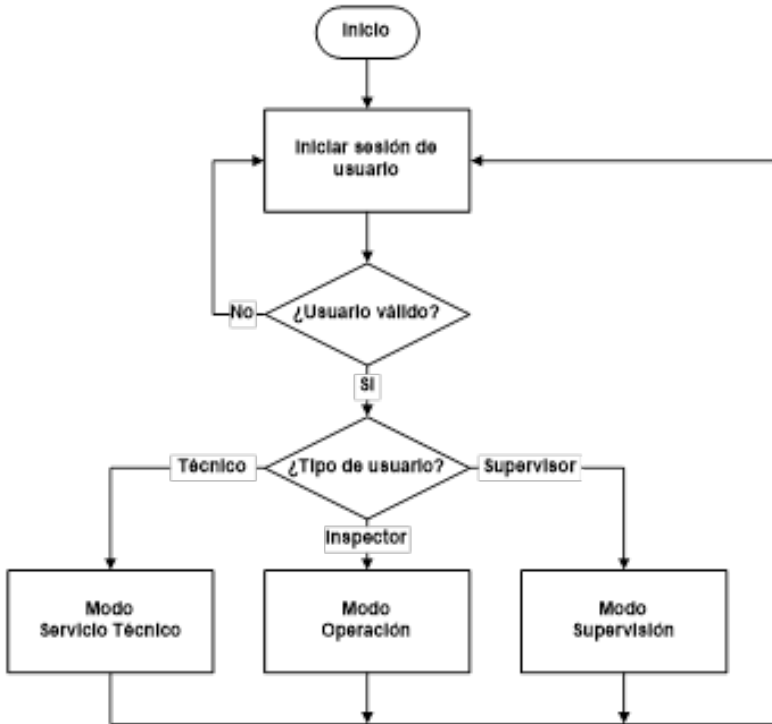 Inicio
Iniciar sesión de
usuario
¿Usuario válido?
No
Si
¿Tipo de usuario?
Técnico
Supervisor
Inspector
Modo
Servicio Técnico
Modo
Operación
Modo
Supervisión